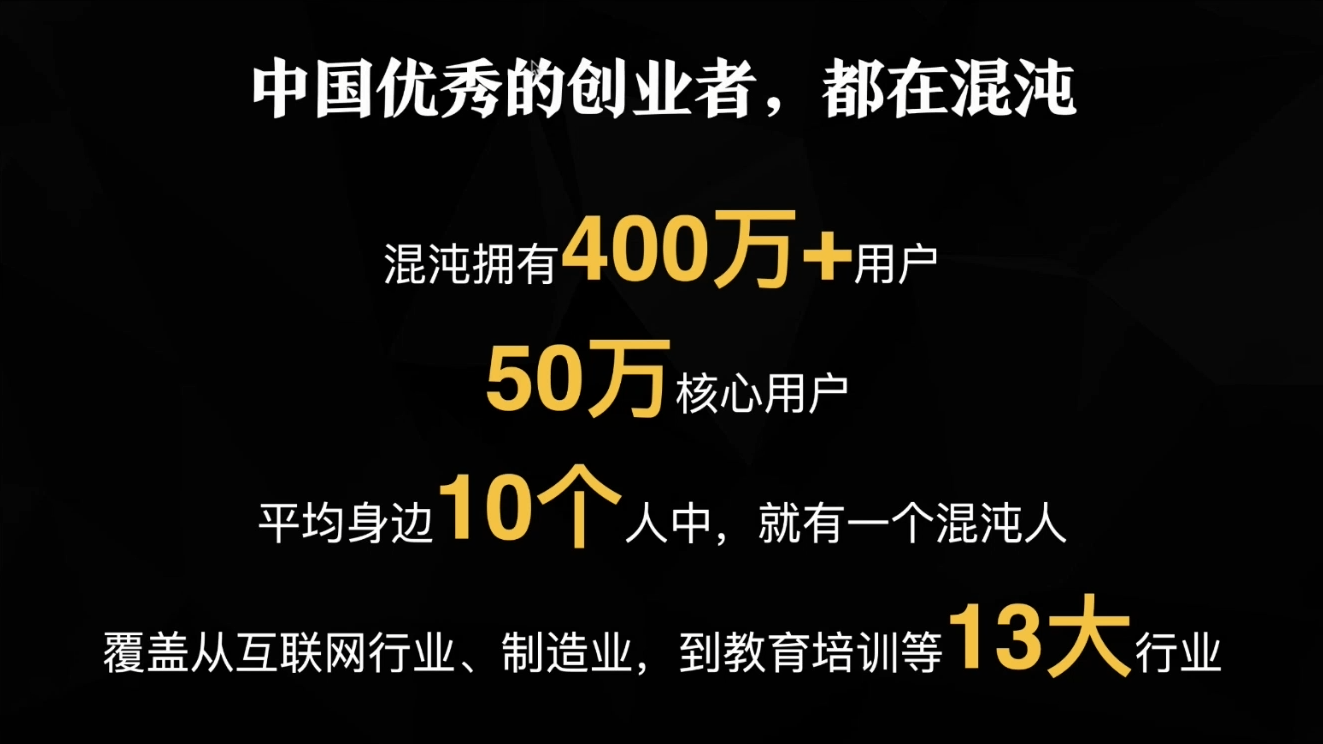 中国优秀的创业者，都在混沌
混沌拥有400万+用户
50万核心用户
平均身边10个人中，就有一个混沌人
覆盖从互联网行业、制造业，到教育培训等13大行业